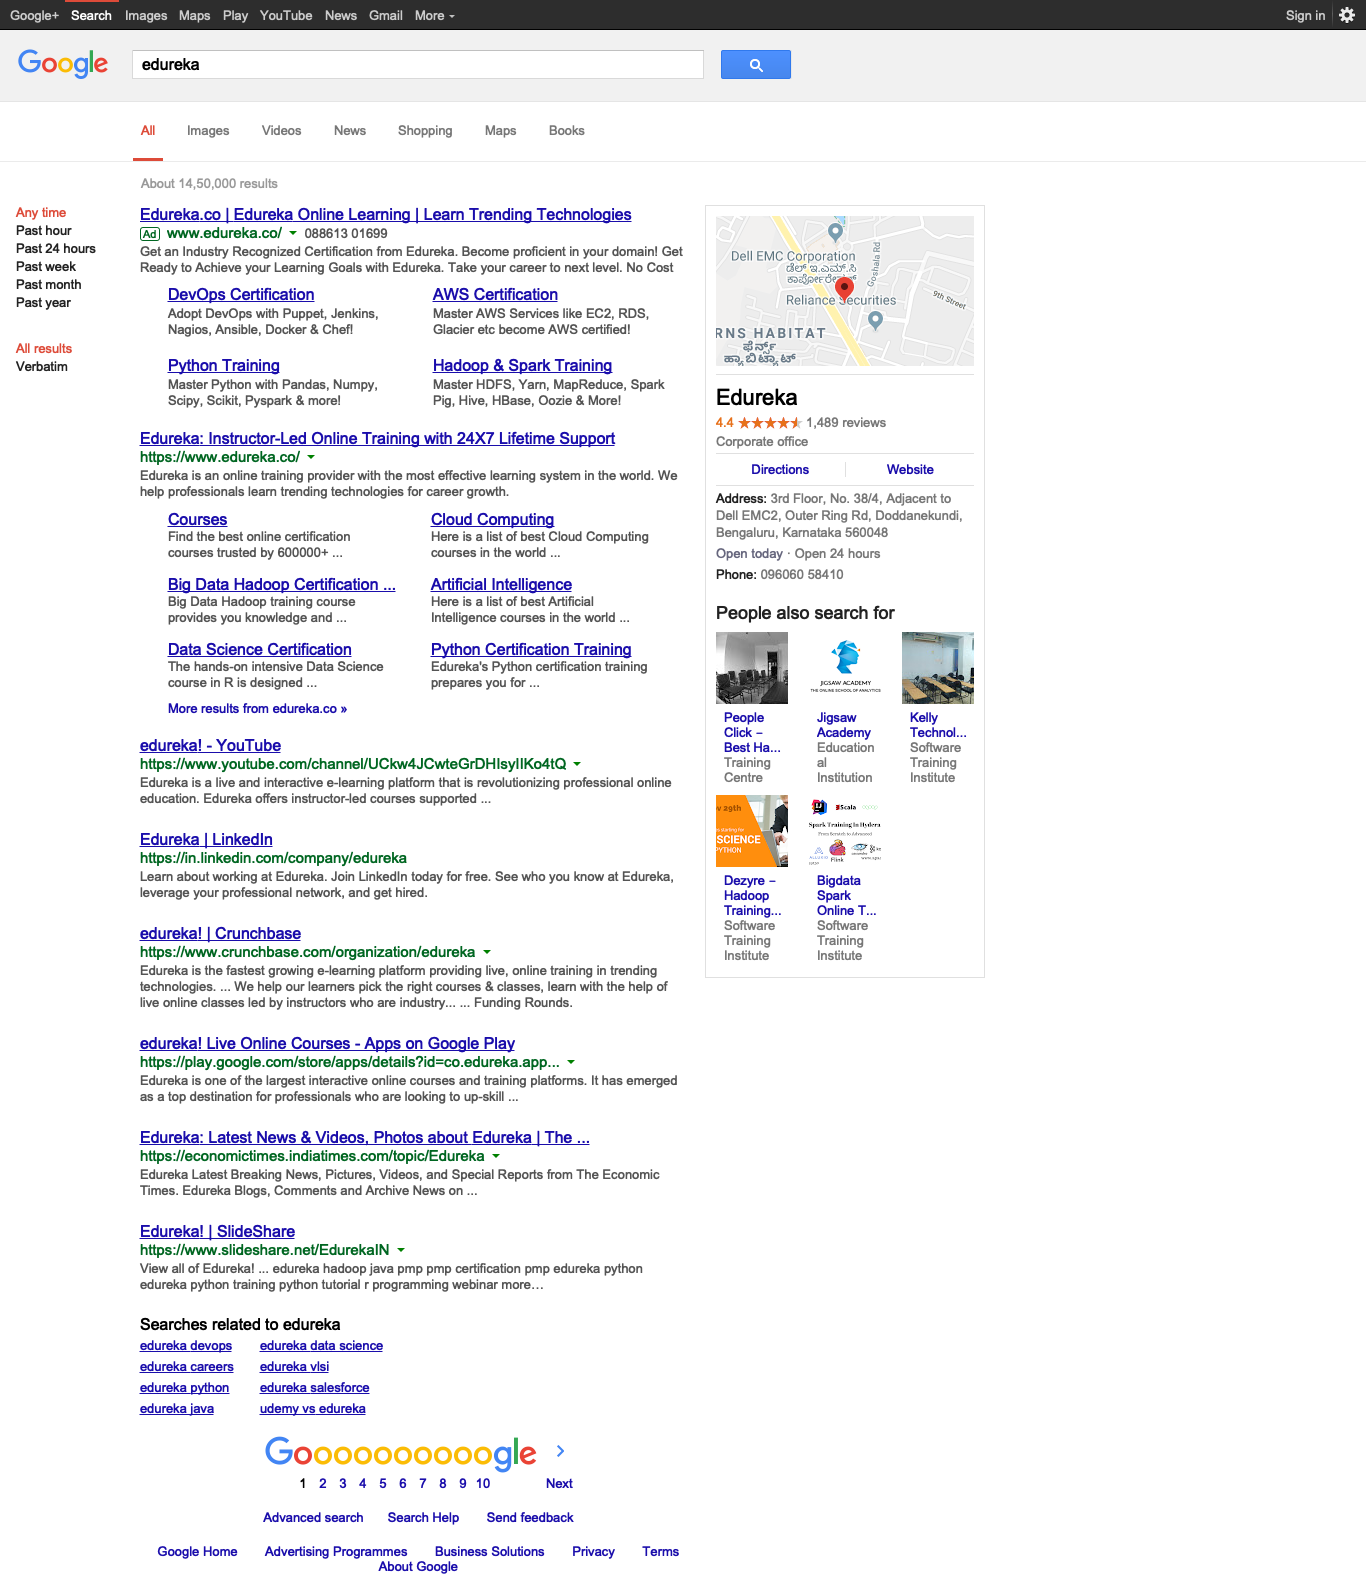 Google+ Search Images Maps Play YouTube News Gmail More Sign in
Google
edureka
All Images Videos News Shopping Maps Books
About 14,50,000 results
Any time
Past hour
Past 24 hours
Past week
Past month
Past year
All results
Verbatim
Edureka.co | Edureka Online Learning | Learn Trending Technologies
Ad www.edureka.co/ 088613 01699
Get an Industry Recognized Certification from Edureka. Become proficient in your domain! Get
Ready to Achieve your Learning Goals with Edureka. Take your career to next level. No Cost
DevOps Certification
Adopt DevOps with Puppet, Jenkins,
Nagios, Ansible, Docker & Chef!
AWS Certification
Master AWS Services like EC2, RDS,
Glacier etc become AWS certified!
Python Training
Master Python with Pandas, Numpy,
Scipy, Scikit, Pyspark & more!
Hadoop & Spark Training
Master HDFS, Yarn, MapReduce, Spark
Pig, Hive, HBase, Oozie & More!
Edureka: Instructor-Led Online Training with 24X7 Lifetime Support
https://www.edureka.co/
Edureka is an online training provider with the most effective learning system in the world. We
help professionals learn trending technologies for career growth.
Courses
Find the best online certification
courses trusted by 600000+ ...
Cloud Computing
Here is a list of best Cloud Computing
courses in the world ...
Big Data Hadoop Certification ...
Big Data Hadoop training course
provides you knowledge and ...
Artificial Intelligence
Here is a list of best Artificial
Intelligence courses in the world ...
Data Science Certification
The hands-on intensive Data Science
course in R is designed ...
Python Certification Training
Edureka's Python certification training
prepares you for ...
More results from edureka.co »
edureka! - YouTube
https://www.youtube.com/channel/UCkw4JCwteGrDHIsyIIKo4tQ
Edureka is a live and interactive e-learning platform that is revolutionizing professional online
education. Edureka offers instructor-led courses supported ...
Edureka | LinkedIn
https://in.linkedin.com/company/edureka
Learn about working at Edureka. Join LinkedIn today for free. See who you know at Edureka,
leverage your professional network, and get hired.
edureka! | Crunchbase
https://www.crunchbase.com/organization/edureka
Edureka is the fastest growing e-learning platform providing live, online training in trending
technologies. ... We help our learners pick the right courses & classes, learn with the help of
live online classes led by instructors who are industry... ... Funding Rounds.
edureka! Live Online Courses - Apps on Google Play
https://play.google.com/store/apps/details?id=co.edureka.app...
Edureka is one of the largest interactive online courses and training platforms. It has emerged
as a top destination for professionals who are looking to up-skill ...
Edureka: Latest News & Videos, Photos about Edureka | The ...
https://economictimes.indiatimes.com/topic/Edureka
Edureka Latest Breaking News, Pictures, Videos, and Special Reports from The Economic
Times. Edureka Blogs, Comments and Archive News on ...
Edureka! | SlideShare
https://www.slideshare.net/EdurekaIN
View all of Edureka! ... edureka hadoop java pmp pmp certification pmp edureka python
edureka python training python tutorial r programming webinar more…
Searches related to edureka
edureka devops edureka data science
edureka careers edureka vlsi
edureka python edureka salesforce
edureka java udemy vs edureka
Goooooooooogle
1 2 3 4 5 6 7 8 9 10 Next
Advanced search Search Help Send feedback
Google Home Advertising Programmes Business Solutions Privacy Terms
About Google
Dell EMC Corporation
ಡೆಲ್ ಇ.ಎಮ್.ಸಿ
ಕಾರ್ಪೊರೇಶನ್
Goshala Rd
Reliance Securities
9th Street
RNS HABITAT
ಫರ್ನ್ಸ್
ಹ್ಯಾಬಿಟ್ಯಾಟ್
Edureka
4.4 1,489 reviews
Corporate office
Directions Website
Address: 3rd Floor, No. 38/4, Adjacent to
Dell EMC2, Outer Ring Rd, Doddanekundi,
Bengaluru, Karnataka 560048
Open today · Open 24 hours
Phone: 096060 58410
People also search for
JIGSAW ACADEMY
THE ONLINE SCHOOL OF ANALYTICS
People
Click –
Best Ha...
Training
Centre
Jigsaw
Academy
Education
al
Institution
Kelly
Technol...
Software
Training
Institute
v 29th
SCIENCE
PYTHON
Scala
Spark Training In Hydera
From Scratch to Advanced
Flink
Dezyre –
Hadoop
Training...
Software
Training
Institute
Bigdata
Spark
Online T...
Software
Training
Institute